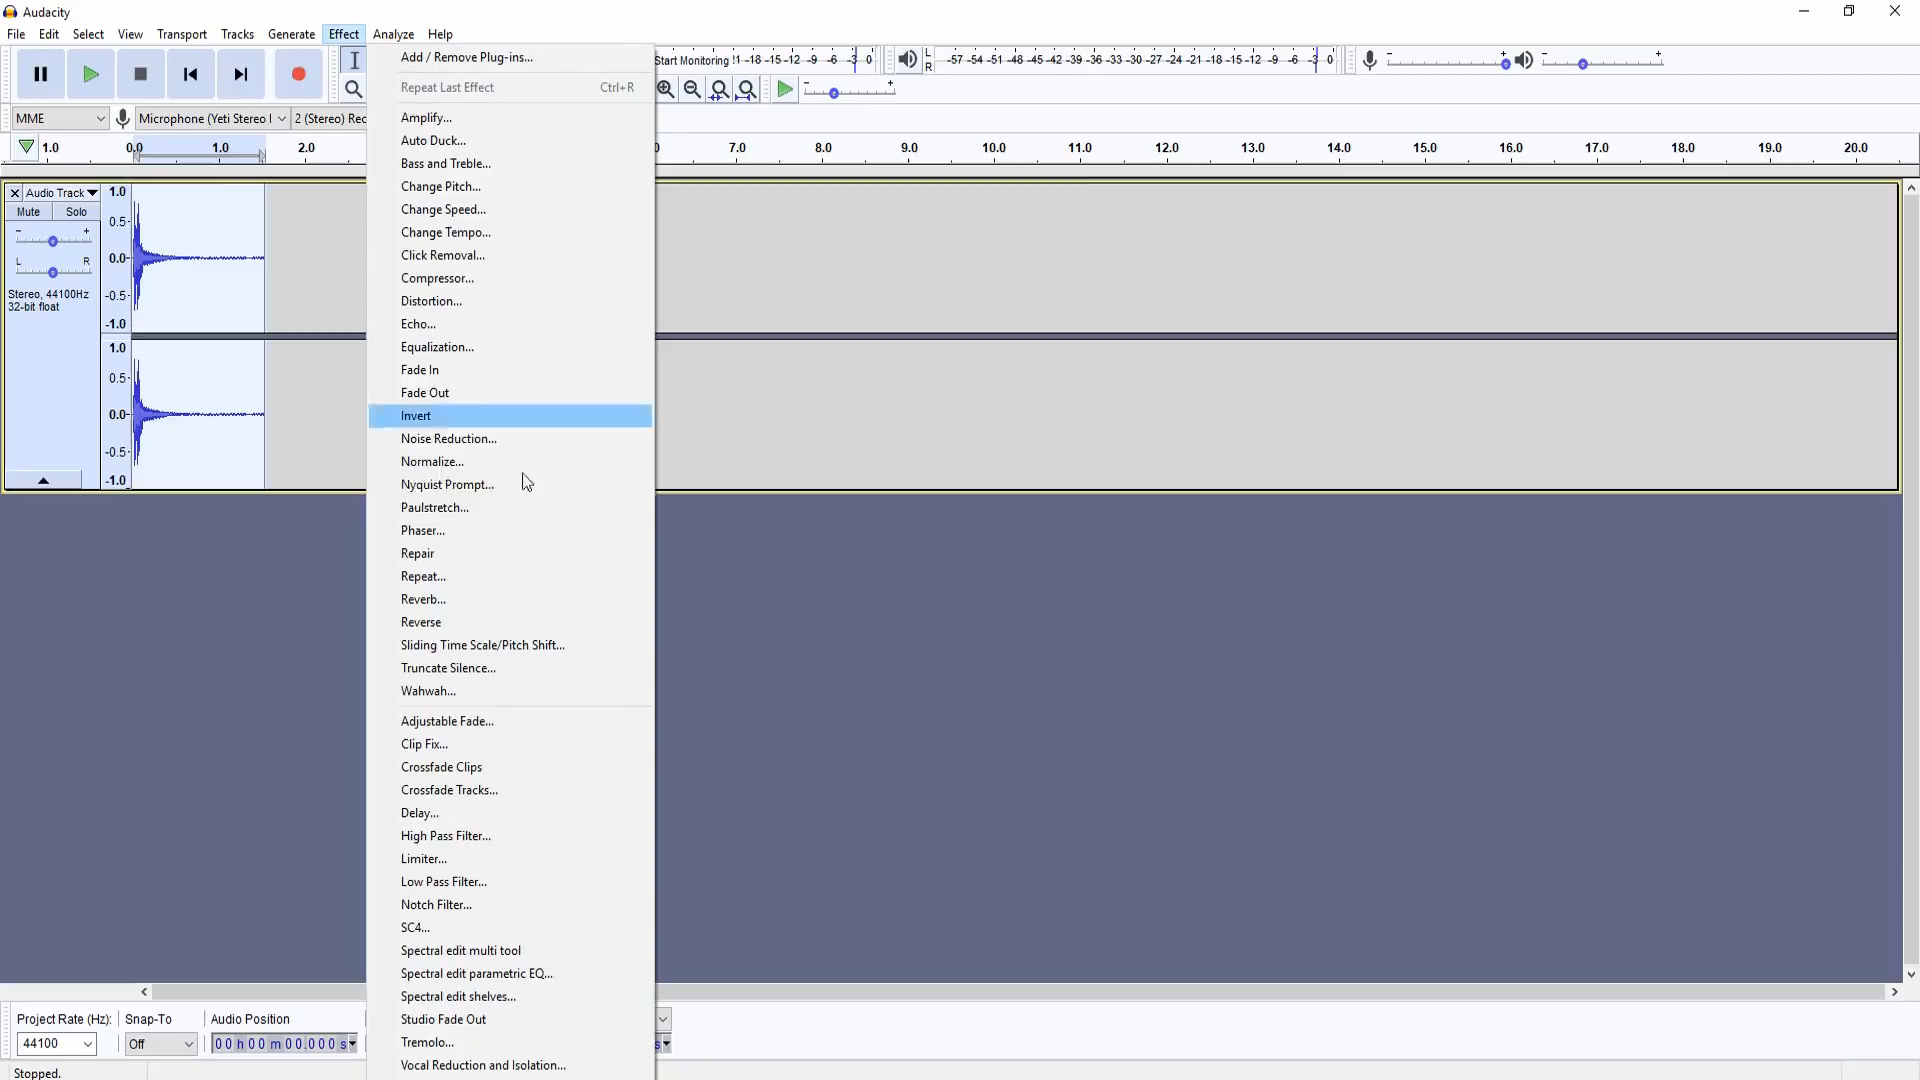 Audacity
File Edit Select View Transport Tracks Generate Effect Analyze Help
Add / Remove Plug-ins...
Start Monitoring -18 -15 -12 -9 -6 -3 0
L
R
-57 -54 -51 -48 -45 -42 -39 -36 -33 -30 -27 -24 -21 -18 -15 -12 -9 -6 -3 0
- +
- +
Repeat Last Effect Ctrl+R
- +
MME Microphone (Yeti Stereo 2 (Stereo) Rec
1.0 0.0 1.0 2.0 7.0 8.0 9.0 10.0 11.0 12.0 13.0 14.0 15.0 16.0 17.0 18.0 19.0 20.0
Audio Track
Mute Solo
- +
L R
Stereo, 44100Hz
32-bit float
1.0
0.5-
0.0-
-0.5-
-1.0
1.0
0.5-
0.0-
-0.5-
-1.0
Amplify...
Auto Duck...
Bass and Treble...
Change Pitch...
Change Speed...
Change Tempo...
Click Removal...
Compressor...
Distortion...
Echo...
Equalization...
Fade In
Fade Out
Invert
Noise Reduction...
Normalize...
Nyquist Prompt...
Paulstretch...
Phaser...
Repair
Repeat...
Reverb...
Reverse
Sliding Time Scale/Pitch Shift...
Truncate Silence...
Wahwah...
Adjustable Fade...
Clip Fix...
Crossfade Clips
Crossfade Tracks...
Delay...
High Pass Filter...
Limiter...
Low Pass Filter...
Notch Filter...
SC4...
Spectral edit multi tool
Spectral edit parametric EQ...
Spectral edit shelves...
Studio Fade Out
Tremolo...
Vocal Reduction and Isolation...
Project Rate (Hz): Snap-To Audio Position
44100 Off 00 h 00 m 00.000 s
s
Stopped.